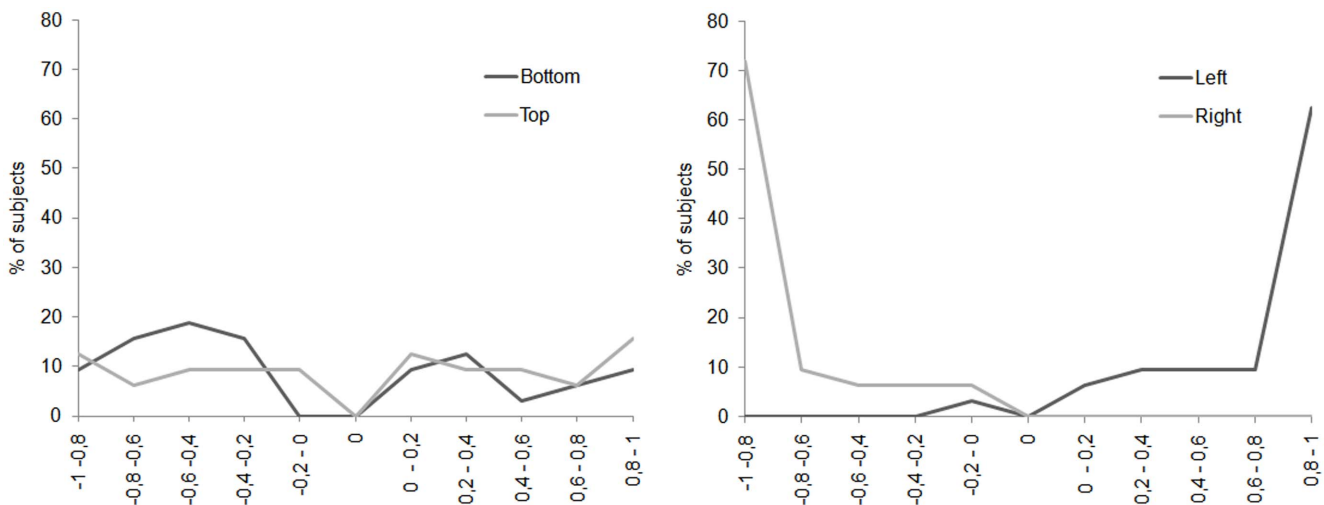 80
70
60
50
40
30
20
10
0
% of subjects
Bottom
Top
-1 -0,8
-0,8 -0,6
-0,6 -0,4
-0,4 -0,2
-0,2 - 0
0
0 - 0,2
0,2 - 0,4
0,4 - 0,6
0,6 - 0,8
0,8 - 1
80
70
60
50
40
30
20
10
0
% of subjects
Left
Right
-1 -0,8
-0,8 -0,6
-0,6 -0,4
-0,4 -0,2
-0,2 - 0
0
0 - 0,2
0,2 - 0,4
0,4 - 0,6
0,6 - 0,8
0,8 - 1